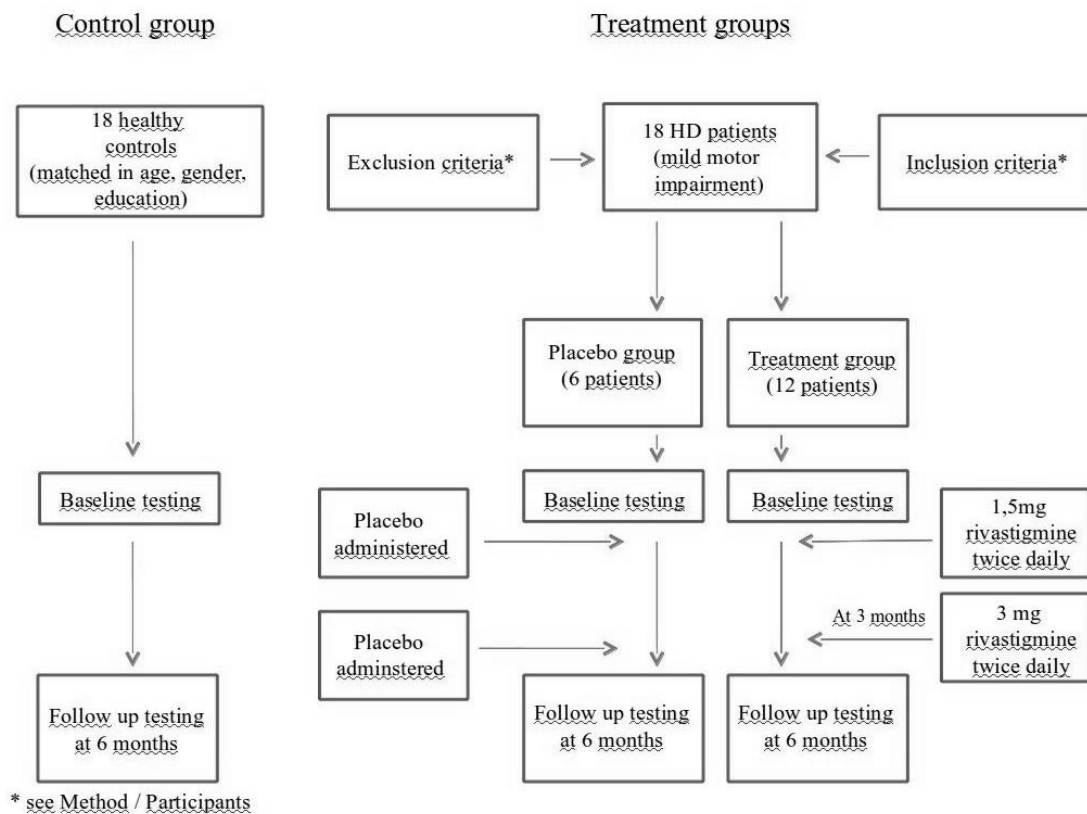 Control group
Treatment groups
18 healthy
controls
(matched in age, gender,
education)
Exclusion criteria*
18 HD patients
(mild motor
impairment)
Inclusion criteria*
Placebo group
(6 patients)
Treatment group
(12 patients)
Baseline testing
Baseline testing
Baseline testing
Placebo
administered
1,5mg
rivastigmine
twice daily
Placebo
adminstered
At 3 months
3 mg
rivastigmine
twice daily
Follow up testing
at 6 months
Follow up testing
at 6 months
Follow up testing
at 6 months
* see Method / Participants